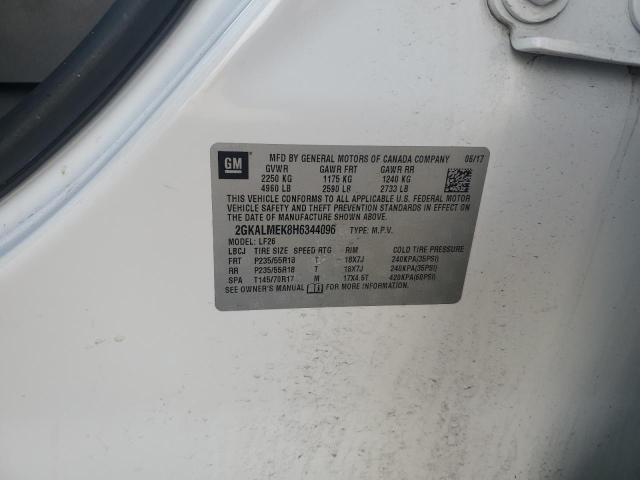 GM
MFD BY GENERAL MOTORS OF CANADA COMPANY 06/17
GVWR GAWR FRT GAWR RR
2250 KG 1175 KG 1240 KG
4960 LB 2590 LB 2733 LB
THIS VEHICLE CONFORMS TO ALL APPLICABLE U.S. FEDERAL MOTOR
VEHICLE SAFETY AND THEFT PREVENTION STANDARDS IN EFFECT ON
THE DATE OF MANUFACTURE SHOWN ABOVE.
2GKALMEK8H6344096 TYPE: M.P.V.
MODEL: LF26
LBCJ TIRE SIZE SPEED RTG RIM COLD TIRE PRESSURE
FRT P235/55R18 T 18X7J 240KPA(35PSI)
RR P235/55R18 T 18X7J 240KPA(35PSI)
SPA T145/70R17 M 17X4.5T 420KPA(60PSI)
SEE OWNER'S MANUAL FOR MORE INFORMATION